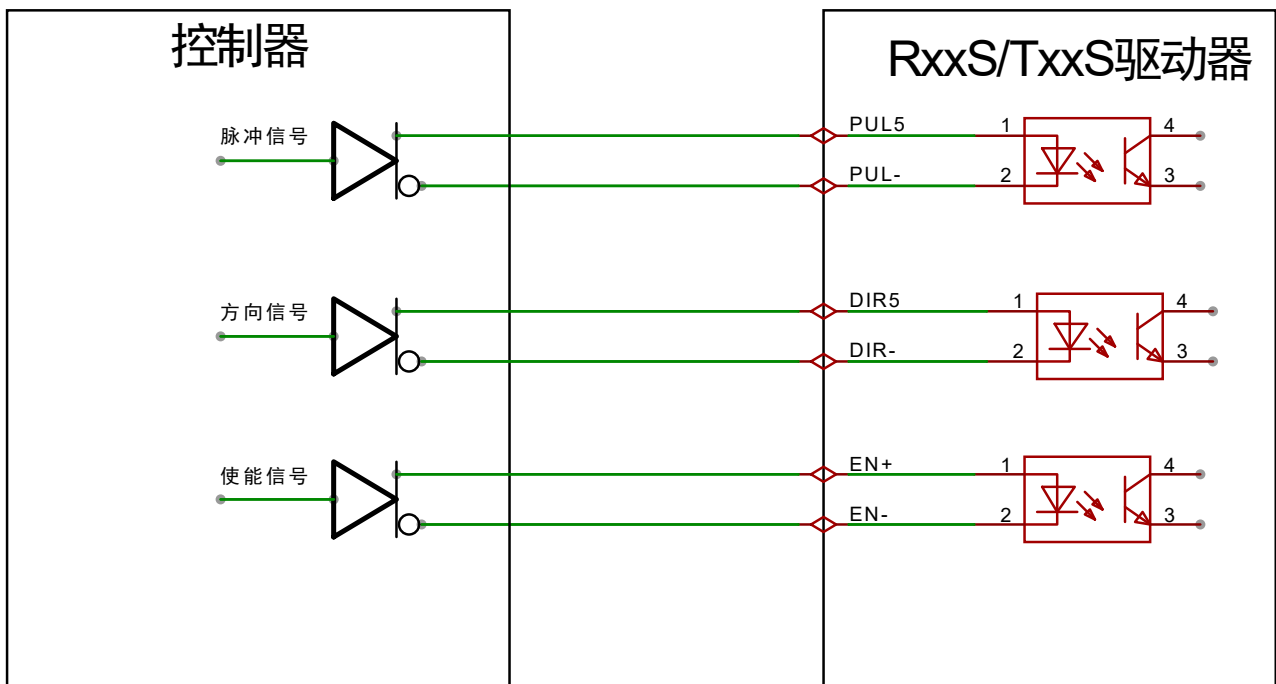 控制器
RxxS/TxxS驱动器
脉冲信号
PUL5
1
4
PUL-
2
3
方向信号
DIR5
1
4
DIR-
2
3
使能信号
EN+
1
4
EN-
2
3